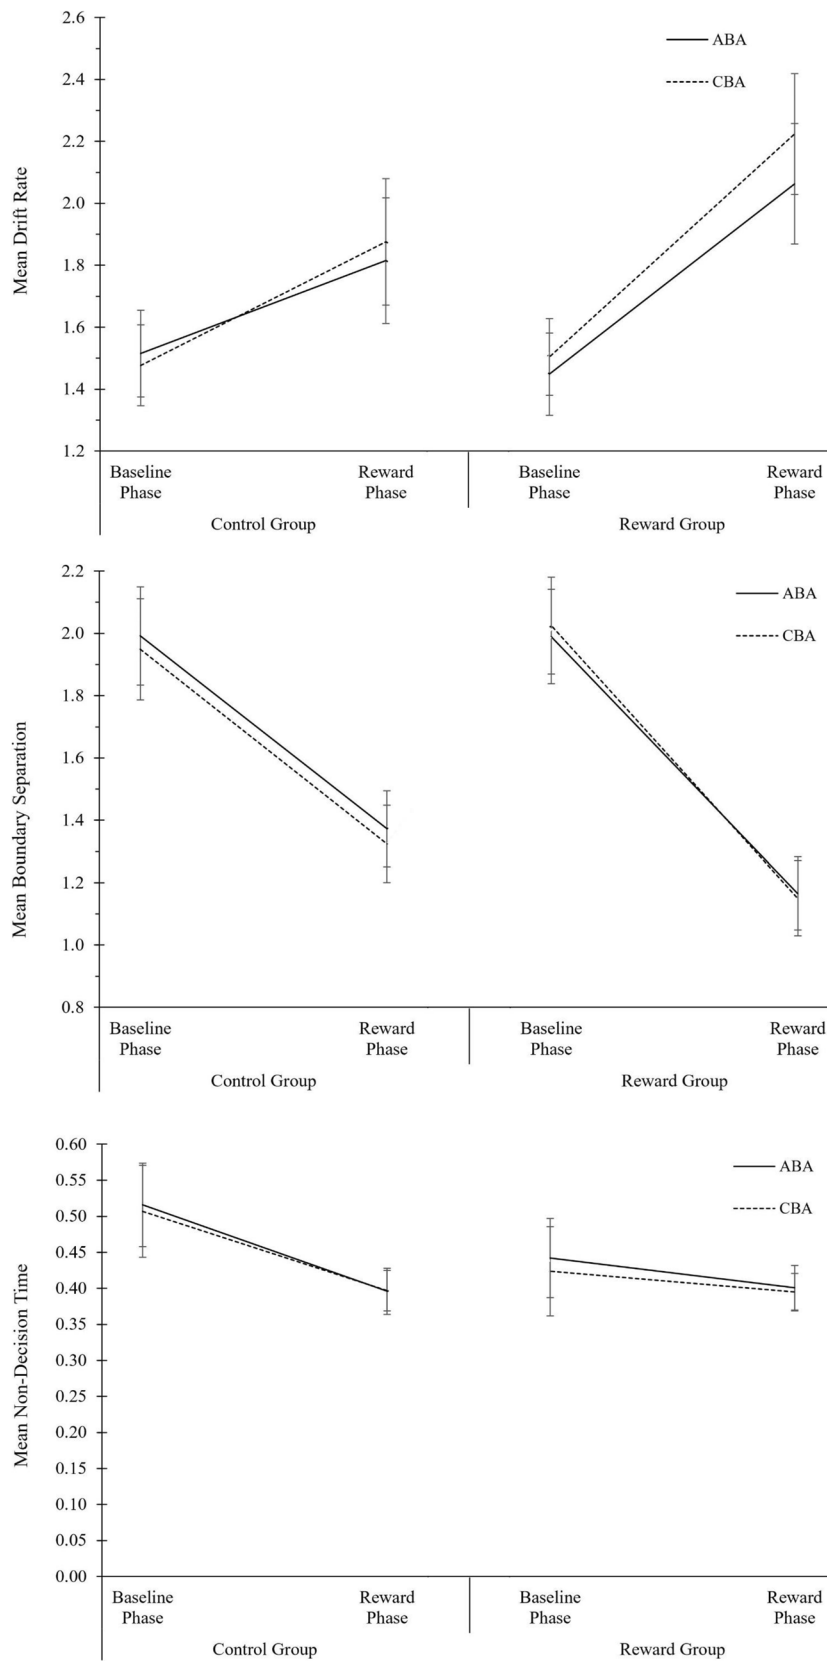 2.6
2.4
2.2
2.0
1.8
1.6
1.4
1.2
Mean Drift Rate
ABA
CBA
Baseline Phase
Reward Phase
Baseline Phase
Reward Phase
Control Group
Reward Group
2.2
2.0
1.8
1.6
1.4
1.2
1.0
0.8
Mean Boundary Separation
ABA
CBA
Baseline Phase
Reward Phase
Baseline Phase
Reward Phase
Control Group
Reward Group
0.60
0.55
0.50
0.45
0.40
0.35
0.30
0.25
0.20
0.15
0.10
0.05
0.00
Mean Non-Decision Time
ABA
CBA
Baseline Phase
Reward Phase
Baseline Phase
Reward Phase
Control Group
Reward Group